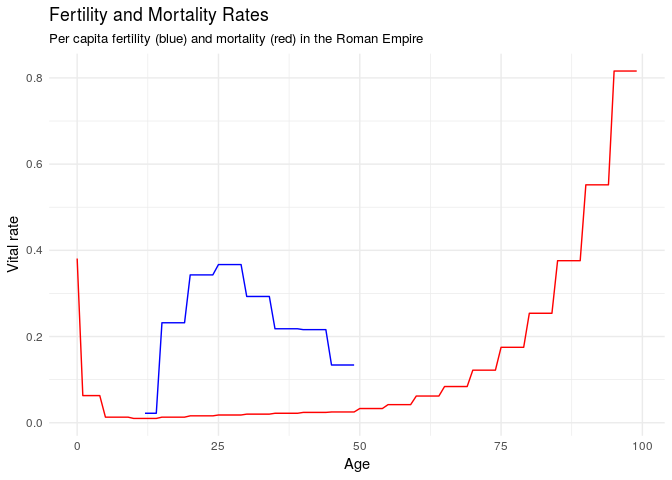 Fertility and Mortality Rates
Per capita fertility (blue) and mortality (red) in the Roman Empire
Vital rate
0.8
0.6
0.4
0.2
0.0
0 25 50 75 100
Age